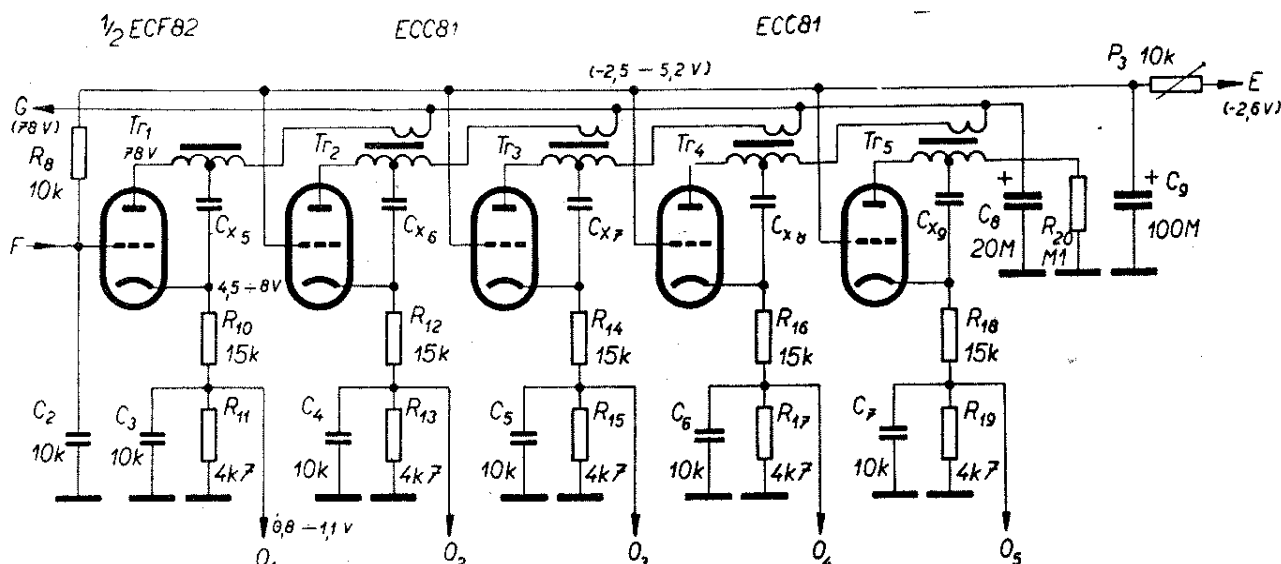 ½ ECF82 ECC81 ECC81
P3 10k
(-2,5 – 5,2 V)
G E
(78 V) (-2,6V)
Tr1 Tr2 Tr3 Tr4 Tr5
78 V
R8
10k
Cx5 Cx6 Cx7 Cx8 Cx9
+ C8 20M
R20 M1
+ C9 100M
F
4,5 ÷ 8V
R10 15k
R12 15k
R14 15k
R16 15k
R18 15k
C2 10k
C3 10k
R11 4k7
C4 10k
R13 4k7
C5 10k
R15 4k7
C6 10k
R17 4k7
C7 10k
R19 4k7
0,8 ÷ 1,1 V
O2 O4 O5